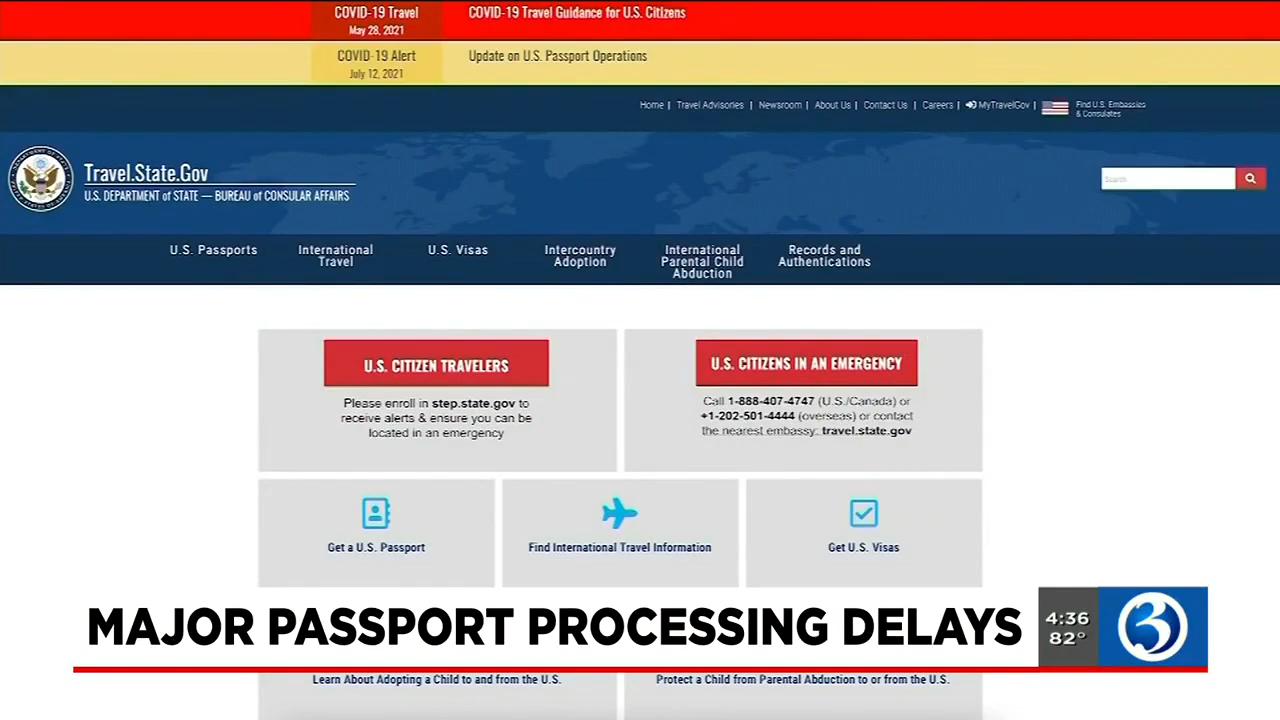 COVID-19 Travel
May 28, 2021
COVID-19 Travel Guidance for U.S. Citizens
COVID-19 Alert
July 12, 2021
Update on U.S. Passport Operations
Home | Travel Advisories | Newsroom | About Us | Contact Us | Careers | MyTravelGov | Find U.S. Embassies
& Consulates
Travel.State.Gov
U.S. DEPARTMENT of STATE — BUREAU of CONSULAR AFFAIRS
Search
U.S. Passports
International
Travel
U.S. Visas
Intercountry
Adoption
International
Parental Child
Abduction
Records and
Authentications
U.S. CITIZEN TRAVELERS
Please enroll in step.state.gov to
receive alerts & ensure you can be
located in an emergency
U.S. CITIZENS IN AN EMERGENCY
Call 1-888-407-4747 (U.S./Canada) or
+1-202-501-4444 (overseas) or contact
the nearest embassy: travel.state.gov
Get a U.S. Passport
Find International Travel Information
Get U.S. Visas
MAJOR PASSPORT PROCESSING DELAYS
4:36
82°
3
Learn About Adopting a Child to and from the U.S.
Protect a Child from Parental Abduction to or from the U.S.